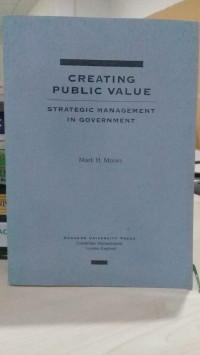 CREATING
PUBLIC VALUE
STRATEGIC MANAGEMENT
IN GOVERNMENT
Mark H. Moore
HARVARD UNIVERSITY PRESS
Cambridge, Massachusetts
London, England